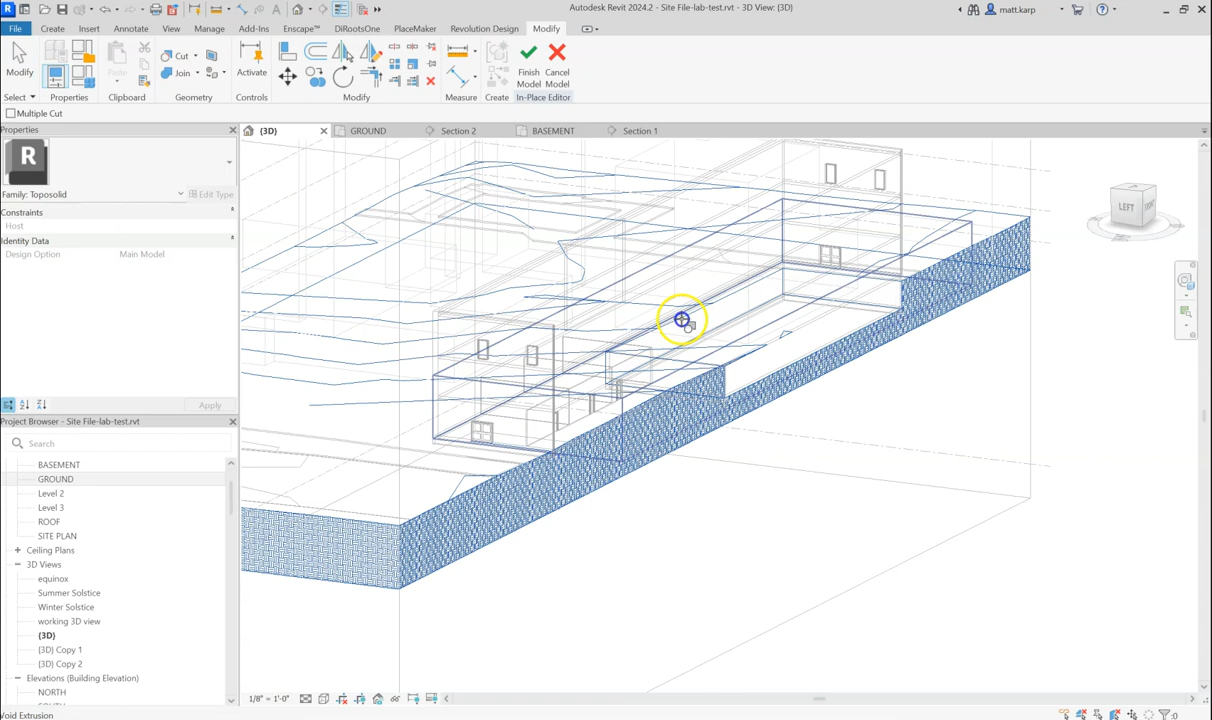 Autodesk Revit 2024.2 - Site File-lab-test.rvt - 3D View: {3D}
matt.karp
File Create Insert Annotate View Manage Add-Ins Enscape™ DiRootsOne PlaceMaker Revolution Design Modify
Modify
Paste
Cut
Join
Activate
Finish Model
Cancel Model
Select Properties Clipboard Geometry Controls Modify Measure Create In-Place Editor
Multiple Cut
Properties
{3D} GROUND Section 2 BASEMENT Section 1
R
Family: Toposolid Edit Type
Constraints
Host
Identity Data
Design Option Main Model
LEFT
FRONT
Apply
Project Browser - Site File-lab-test.rvt
Search
BASEMENT
GROUND
Level 2
Level 3
ROOF
SITE PLAN
Ceiling Plans
3D Views
equinox
Summer Solstice
Winter Solstice
working 3D view
{3D}
{3D} Copy 1
{3D} Copy 2
Elevations (Building Elevation)
NORTH
1/8" = 1'-0"
Void Extrusion
:0